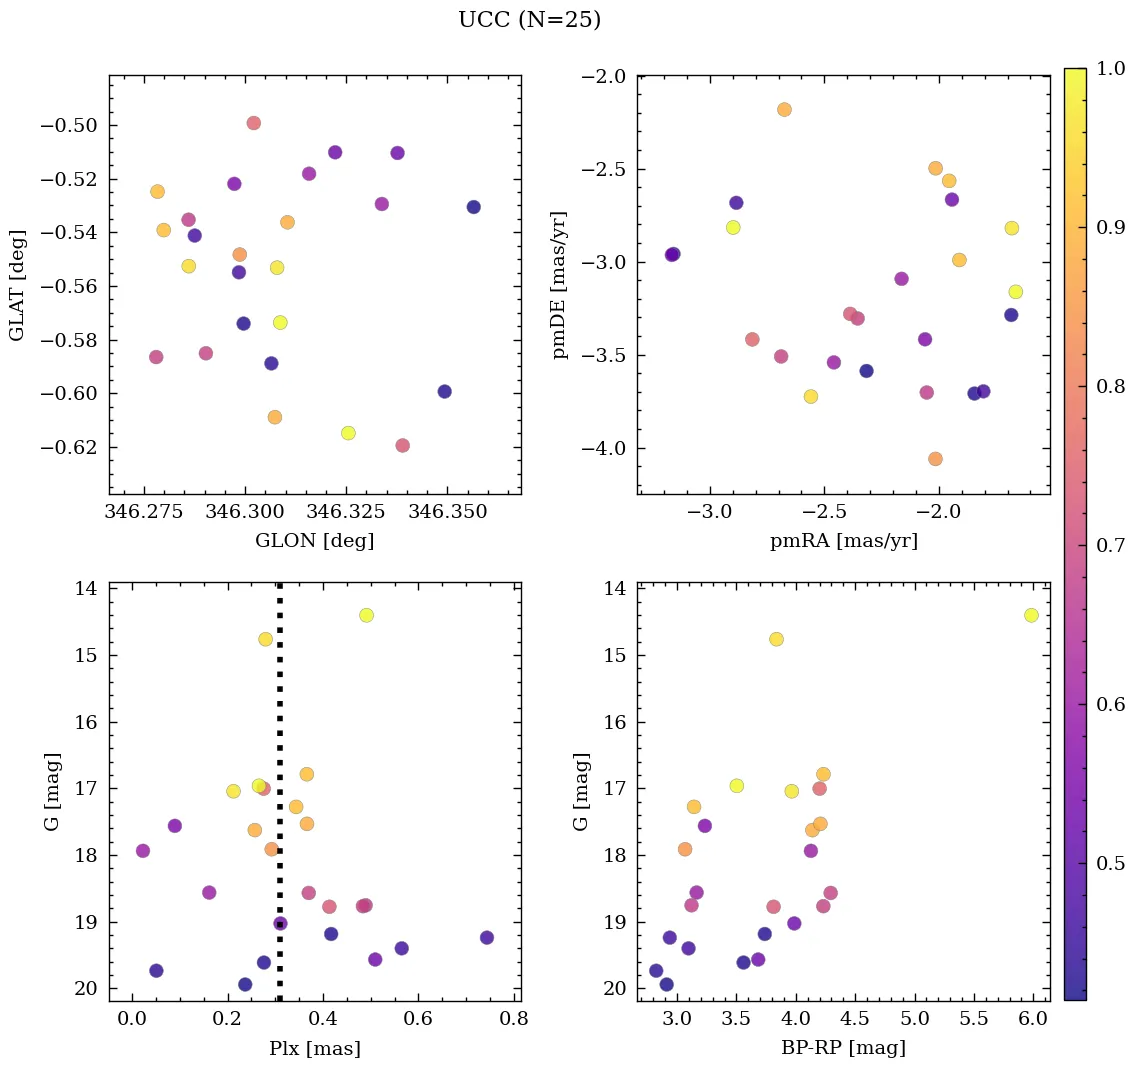 UCC (N=25)
−0.50
−0.52
−0.54
−0.56
−0.58
−0.60
−0.62
GLAT [deg]
346.275 346.300 346.325 346.350
GLON [deg]
−2.0
−2.5
−3.0
−3.5
−4.0
pmDE [mas/yr]
−3.0 −2.5 −2.0
pmRA [mas/yr]
14
15
16
17
18
19
20
G [mag]
0.0 0.2 0.4 0.6 0.8
Plx [mas]
14
15
16
17
18
19
20
G [mag]
3.0 3.5 4.0 4.5 5.0 5.5 6.0
BP-RP [mag]
1.0
0.9
0.8
0.7
0.6
0.5